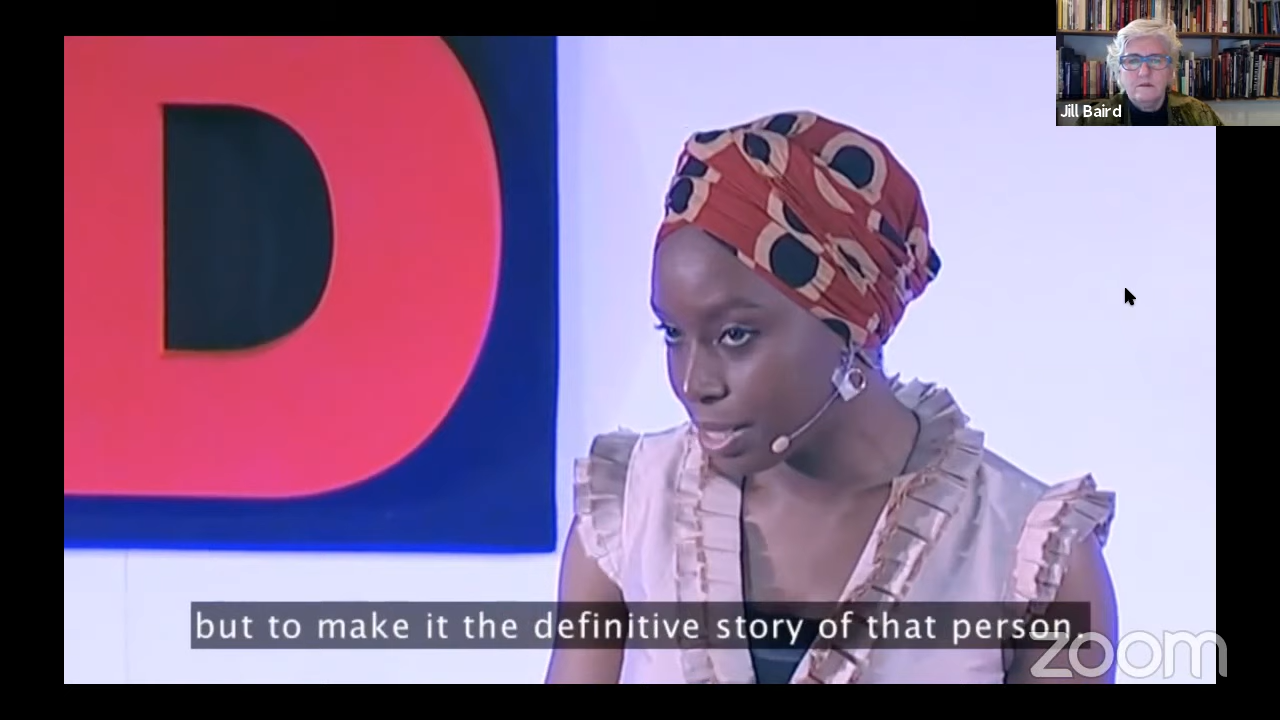 Jill Baird
D
but to make it the definitive story of that person.
zoom